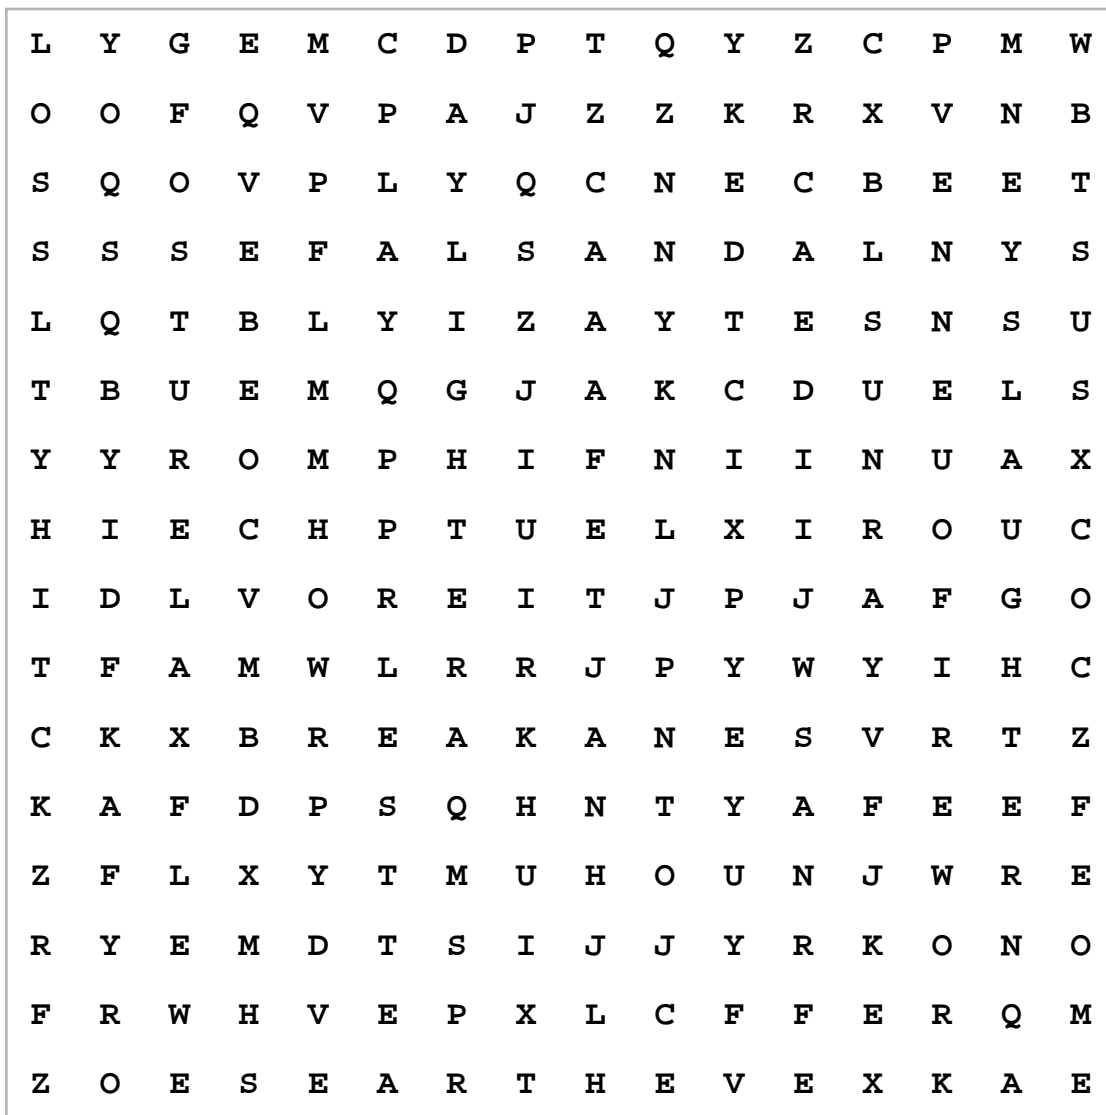 L Y G E M C D P T Q Y Z C P M W
O O F Q V P A J Z Z K R X V N B
S Q O V P L Y Q C N E C B E E T
S S S E F A L S A N D A L N Y S
L Q T B L Y I Z A Y T E S N S U
T B U E M Q G J A K C D U E L S
Y Y R O M P H I F N I I N U A X
H I E C H P T U E L X I R O U C
I D L V O R E I T J P J A F G O
T F A M W L R R J P Y W Y I H C
C K X B R E A K A N E S V R T Z
K A F D P S Q H N T Y A F E E F
Z F L X Y T M U H O U N J W R E
R Y E M D T S I J J Y R K O N O
F R W H V E P X L C F F E R Q M
Z O E S E A R T H E V E X K A E